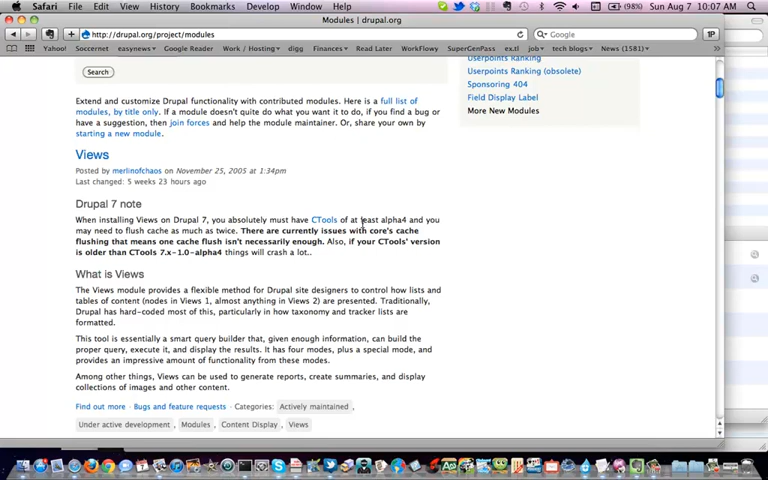 Safari File Edit View History Bookmarks Develop Window Help (98%) Sun Aug 7 10:07 AM
Modules | drupal.org
http://drupal.org/project/modules Google 1P
Yahoo! Soccernet easynews Google Reader Work / Hosting digg Finances Read Later WorkFlowy SuperGenPass ex.tl job tech blogs News (1581)
Search
Userpoints Ranking
Userpoints Ranking (obsolete)
Sponsoring 404
Field Display Label
More New Modules
Extend and customize Drupal functionality with contributed modules. Here is a full list of
modules, by title only. If a module doesn't quite do what you want it to do, if you find a bug or
have a suggestion, then join forces and help the module maintainer. Or, share your own by
starting a new module.
Views
Posted by merlinofchaos on November 25, 2005 at 1:34pm
Last changed: 5 weeks 23 hours ago
Drupal 7 note
When installing Views on Drupal 7, you absolutely must have CTools of at least alpha4 and you
may need to flush cache as much as twice. There are currently issues with core's cache
flushing that means one cache flush isn't necessarily enough. Also, if your CTools' version
is older than CTools 7.x-1.0-alpha4 things will crash a lot..
What is Views
The Views module provides a flexible method for Drupal site designers to control how lists and
tables of content (nodes in Views 1, almost anything in Views 2) are presented. Traditionally,
Drupal has hard-coded most of this, particularly in how taxonomy and tracker lists are
formatted.
This tool is essentially a smart query builder that, given enough information, can build the
proper query, execute it, and display the results. It has four modes, plus a special mode, and
provides an impressive amount of functionality from these modes.
Among other things, Views can be used to generate reports, create summaries, and display
collections of images and other content.
Find out more · Bugs and feature requests · Categories: Actively maintained ,
Under active development , Modules , Content Display , Views